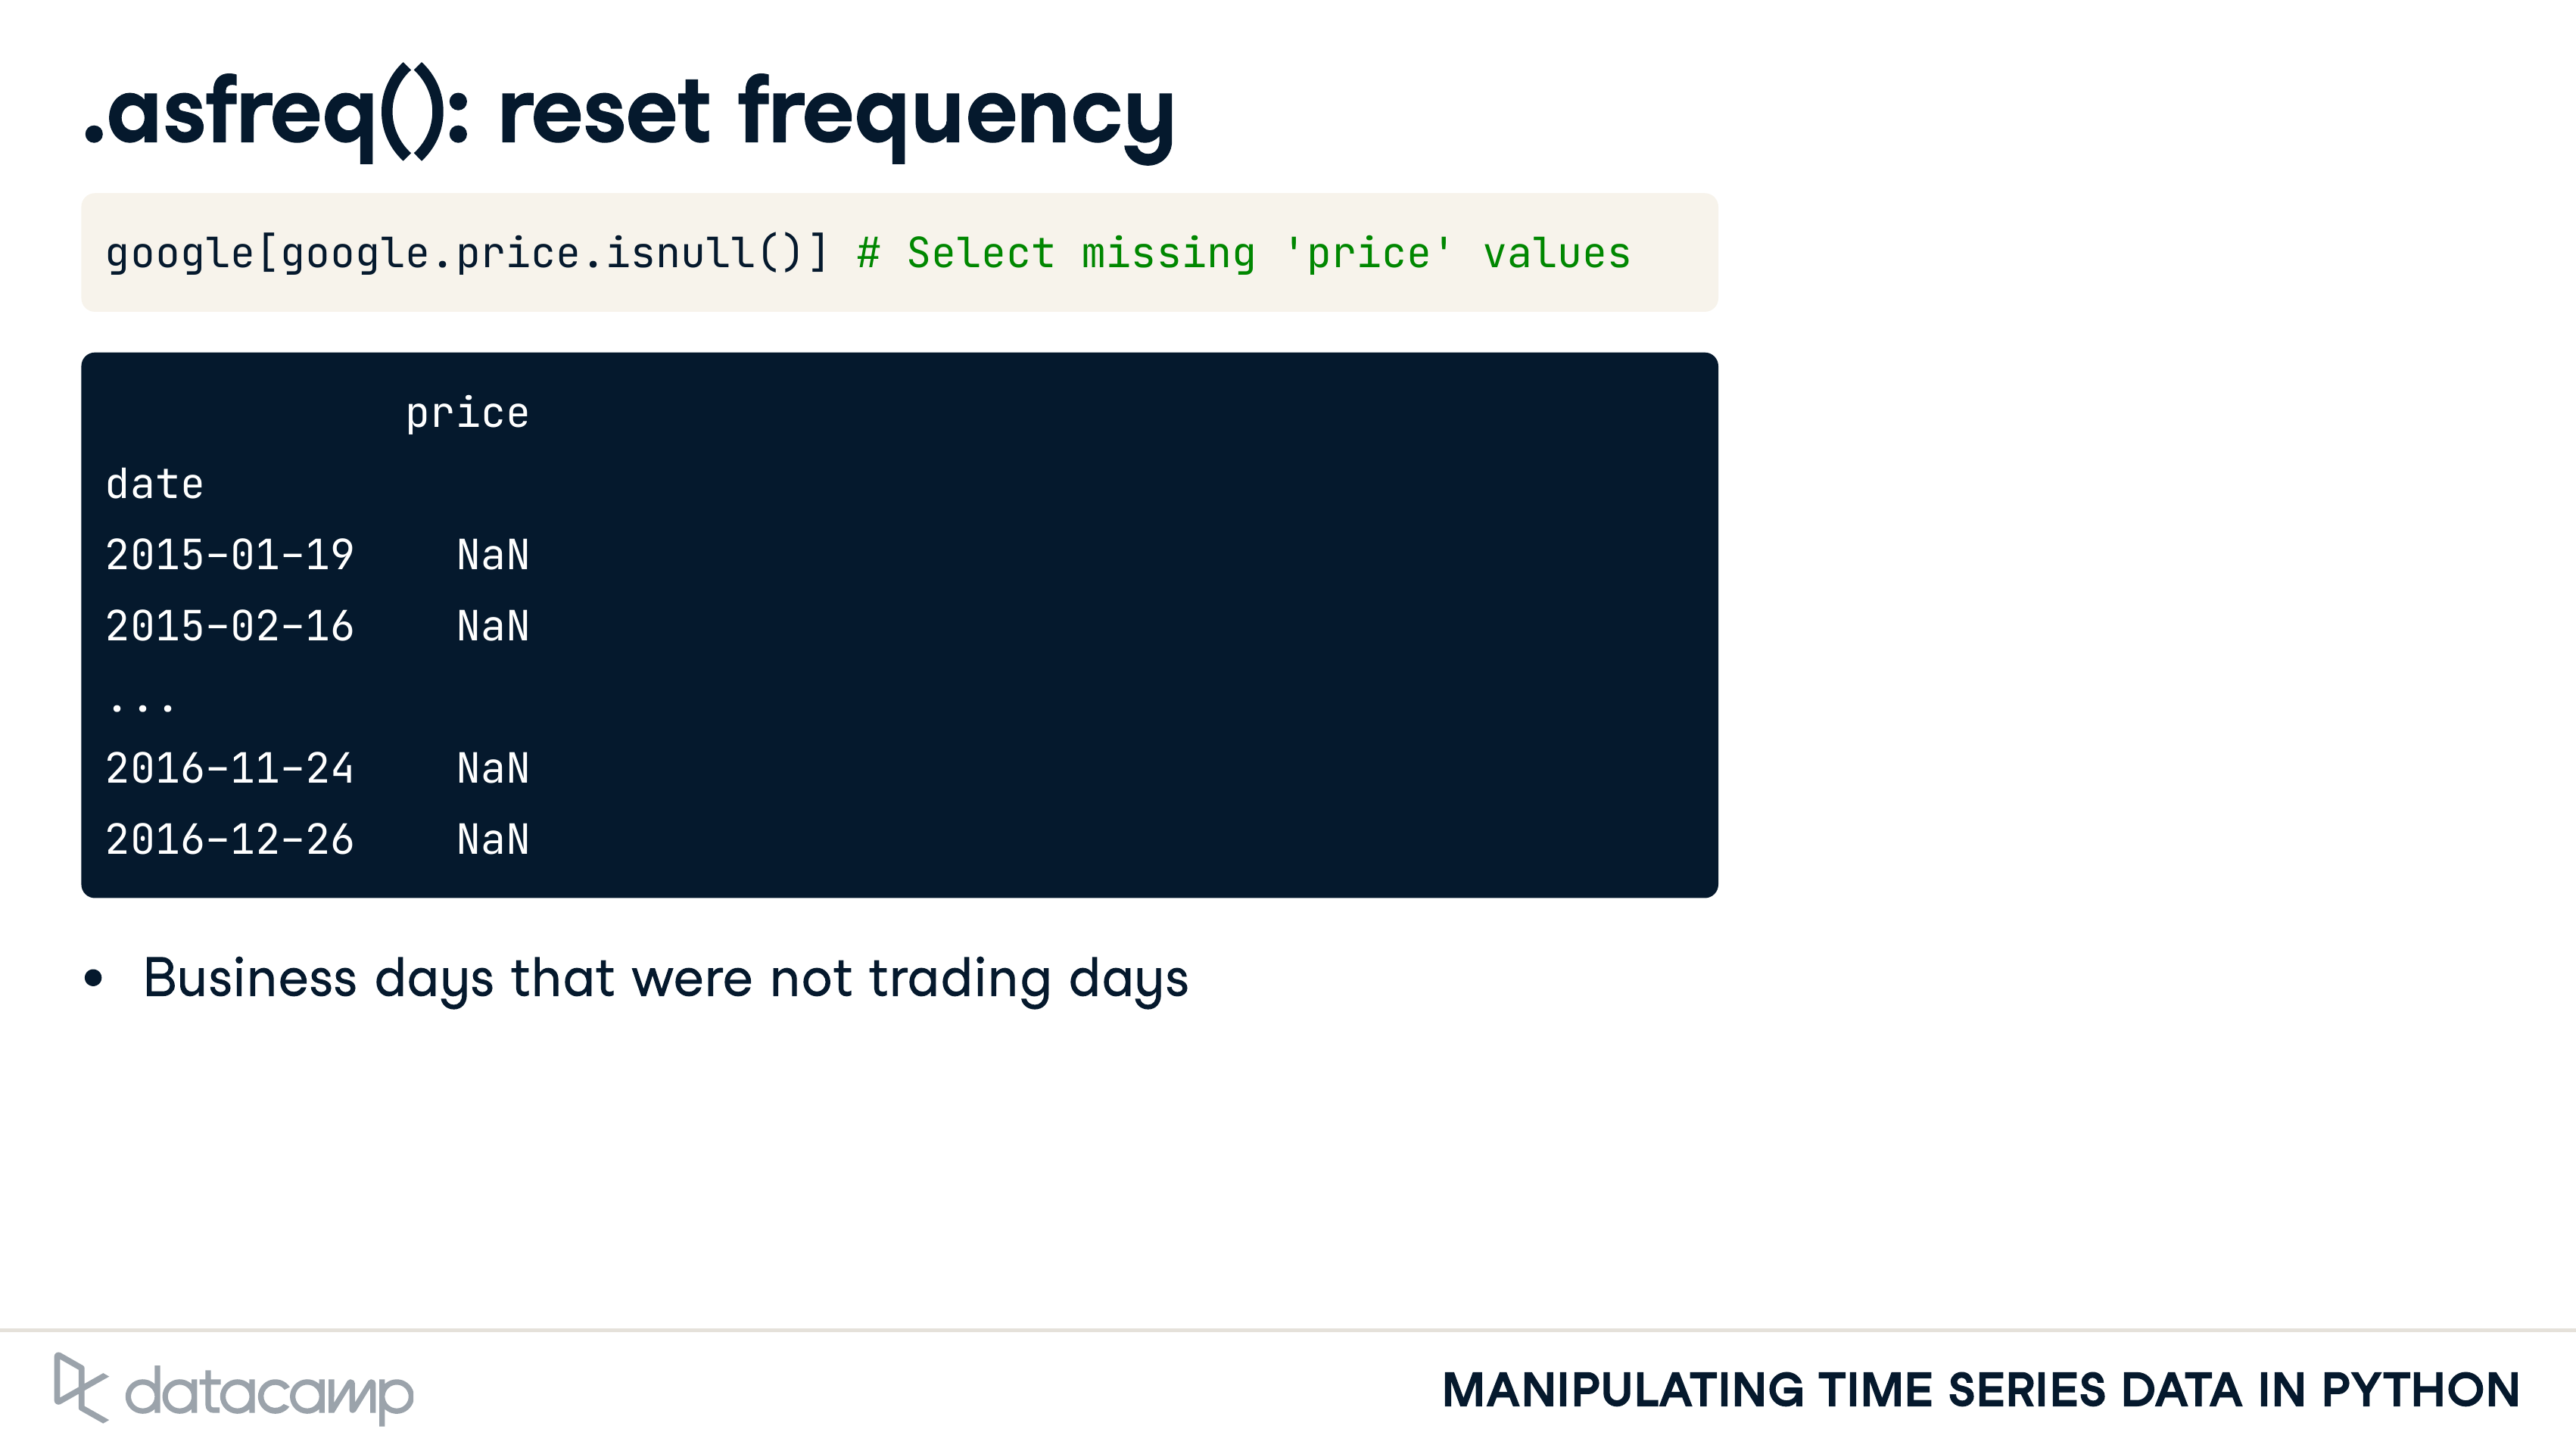 .asfreq(): reset frequency
google[google.price.isnull()] # Select missing 'price' values
price
date
2015-01-19    NaN
2015-02-16    NaN
...
2016-11-24    NaN
2016-12-26    NaN
• Business days that were not trading days
datacamp
MANIPULATING TIME SERIES DATA IN PYTHON